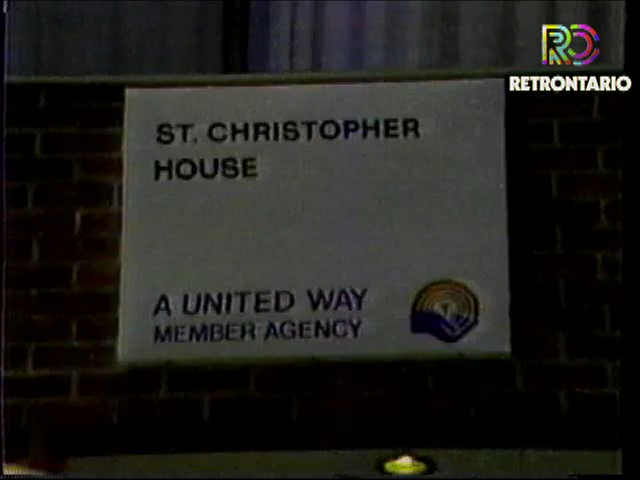 RETRONTARIO
ST. CHRISTOPHER
HOUSE
A UNITED WAY
MEMBER AGENCY